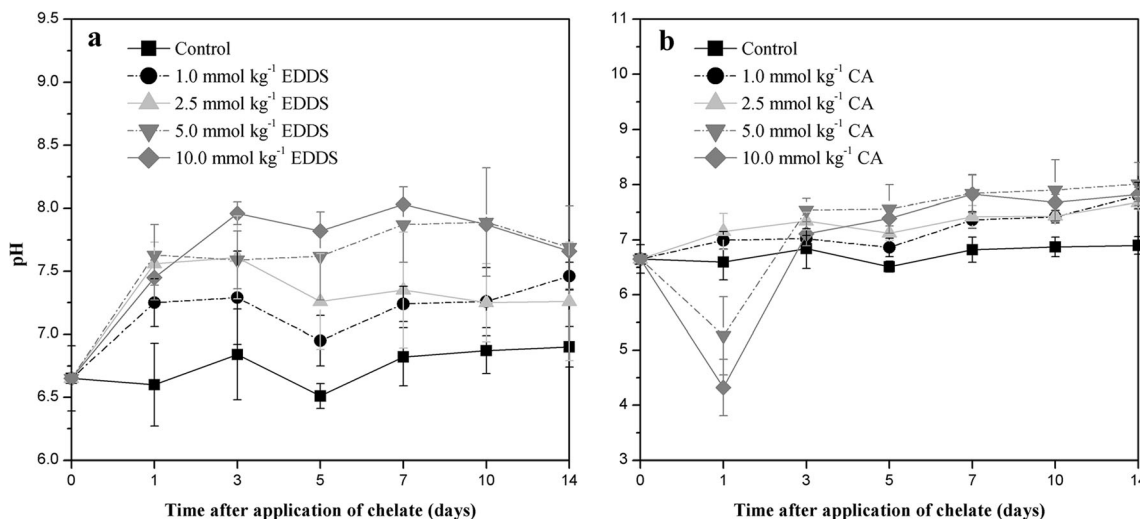 a
Control
1.0 mmol kg⁻¹ EDDS
2.5 mmol kg⁻¹ EDDS
5.0 mmol kg⁻¹ EDDS
10.0 mmol kg⁻¹ EDDS
pH
9.5
9.0
8.5
8.0
7.5
7.0
6.5
6.0
0 1 3 5 7 10 14
Time after application of chelate (days)
b
Control
1.0 mmol kg⁻¹ CA
2.5 mmol kg⁻¹ CA
5.0 mmol kg⁻¹ CA
10.0 mmol kg⁻¹ CA
11
10
9
8
7
6
5
4
3
0 1 3 5 7 10 14
Time after application of chelate (days)